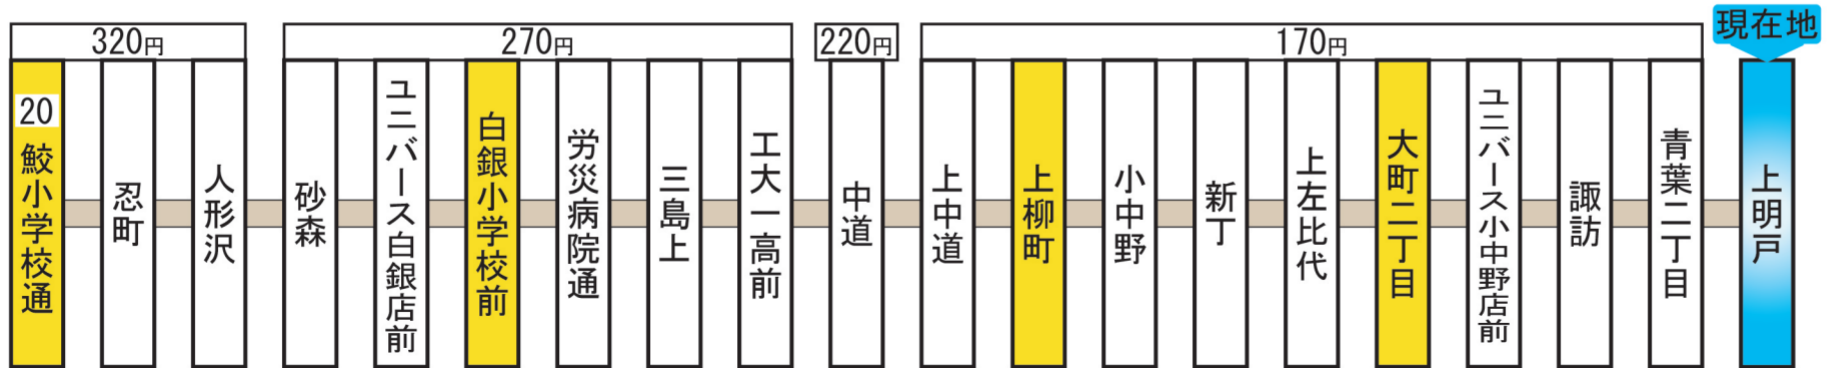 320円
270円
220円
170円
現在地
20
鮫小学校通
忍町
人形沢
砂森
ユニバース白銀店前
白銀小学校前
労災病院通
三島上
工大一高前
中道
上中道
上柳町
小中野
新丁
上左比代
大町二丁目
ユニバース小中野店前
諏訪
青葉二丁目
上明戸